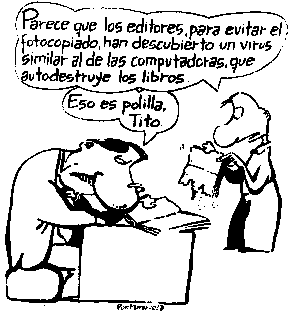 Parece que los editores, para evitar el
fotocopiado, han descubierto un virus
similar al de las computadoras, que
autodestruye los libros.
Eso es polilla,
Tito.